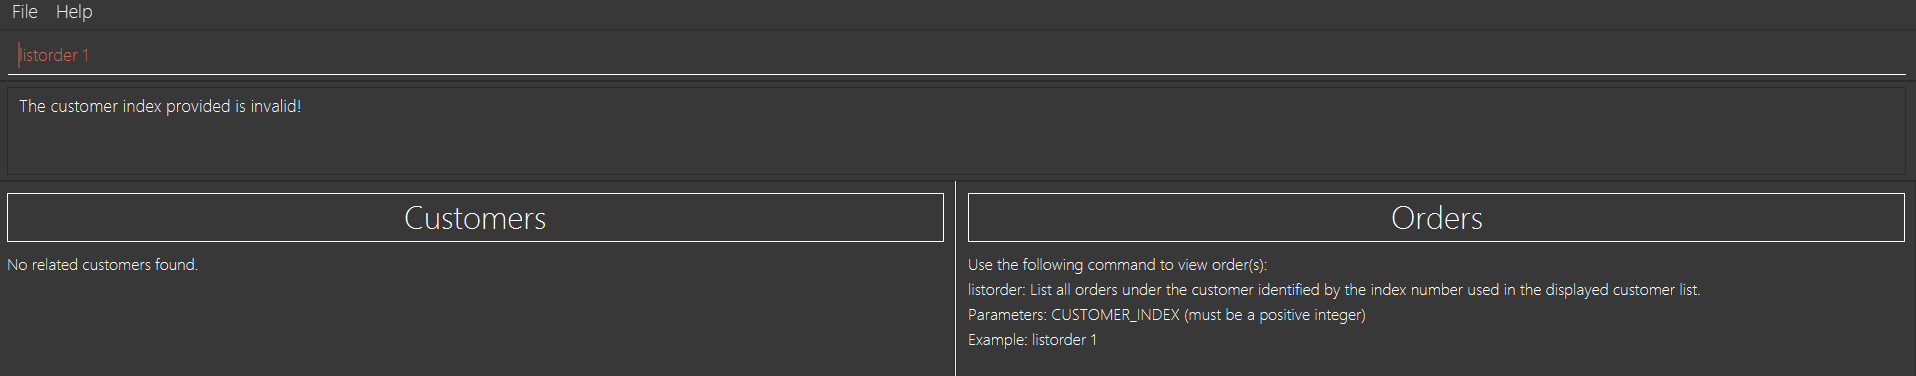 File Help
listorder 1
The customer index provided is invalid!
Customers
No related customers found.
Orders
Use the following command to view order(s):
listorder: List all orders under the customer identified by the index number used in the displayed customer list.
Parameters: CUSTOMER_INDEX (must be a positive integer)
Example: listorder 1